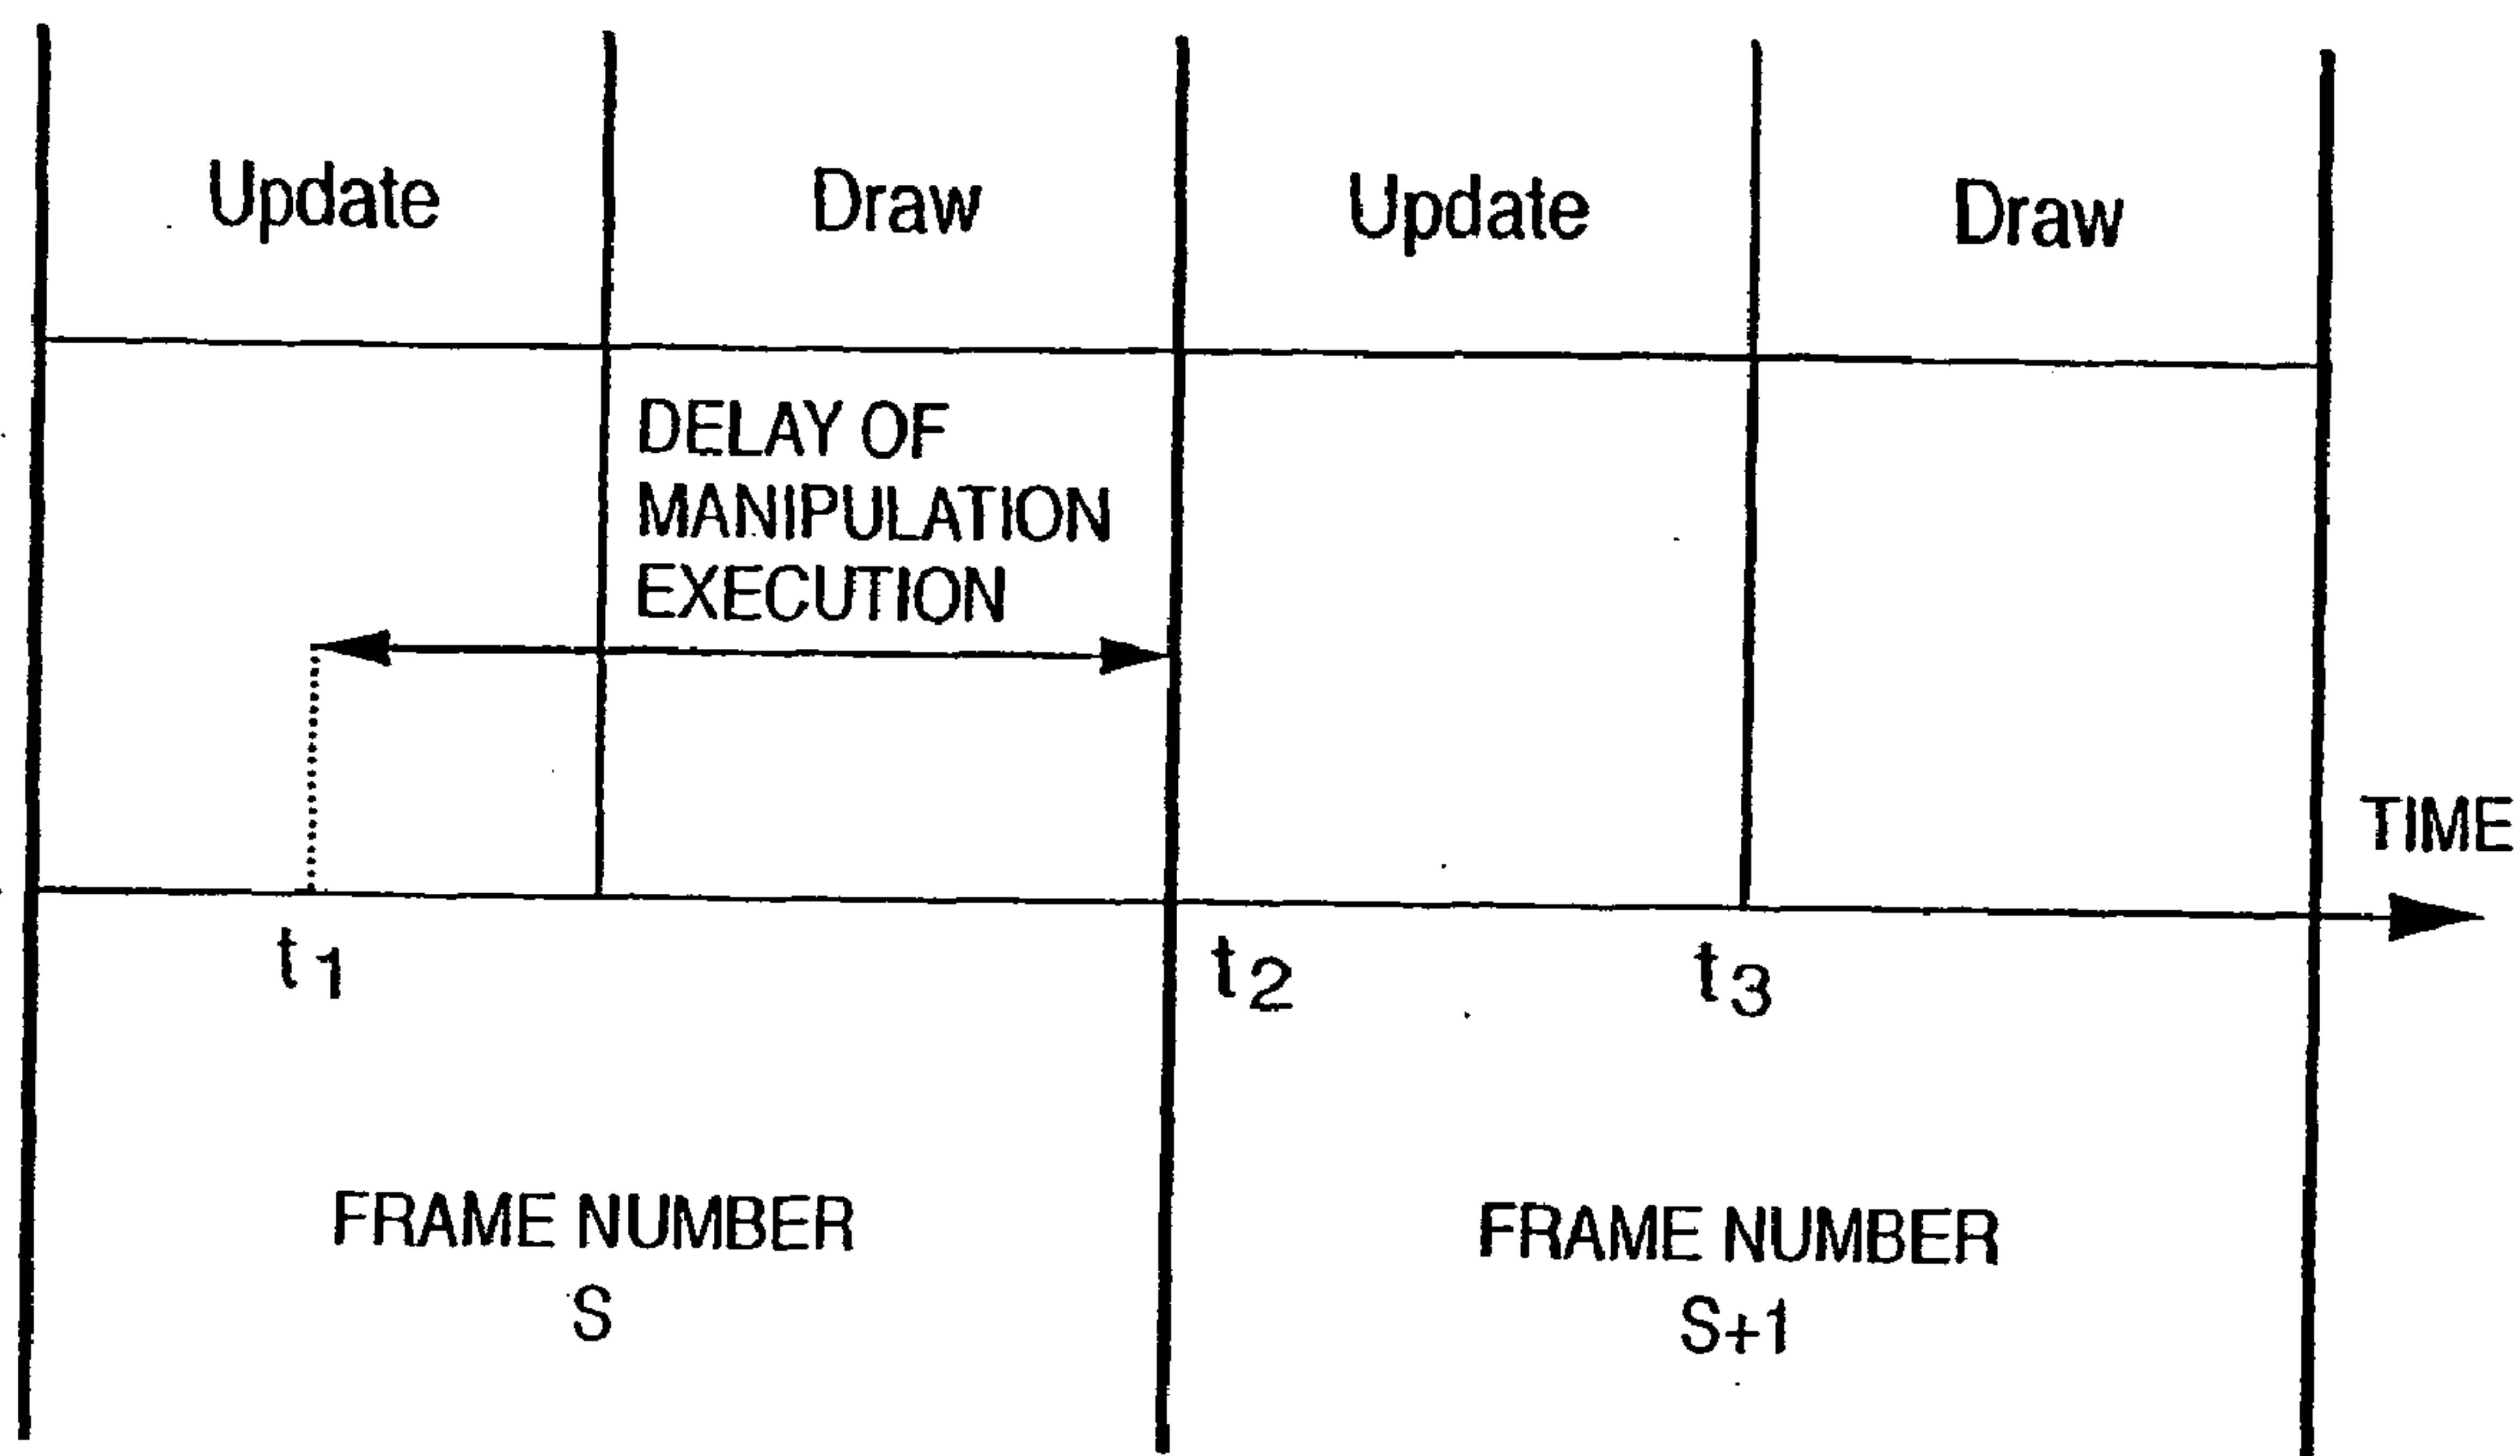 Update
Draw
Update
Draw
DELAY OF
MANIPULATION
EXECUTION
TIME
t1
t2
t3
FRAME NUMBER
S
FRAME NUMBER
S+1